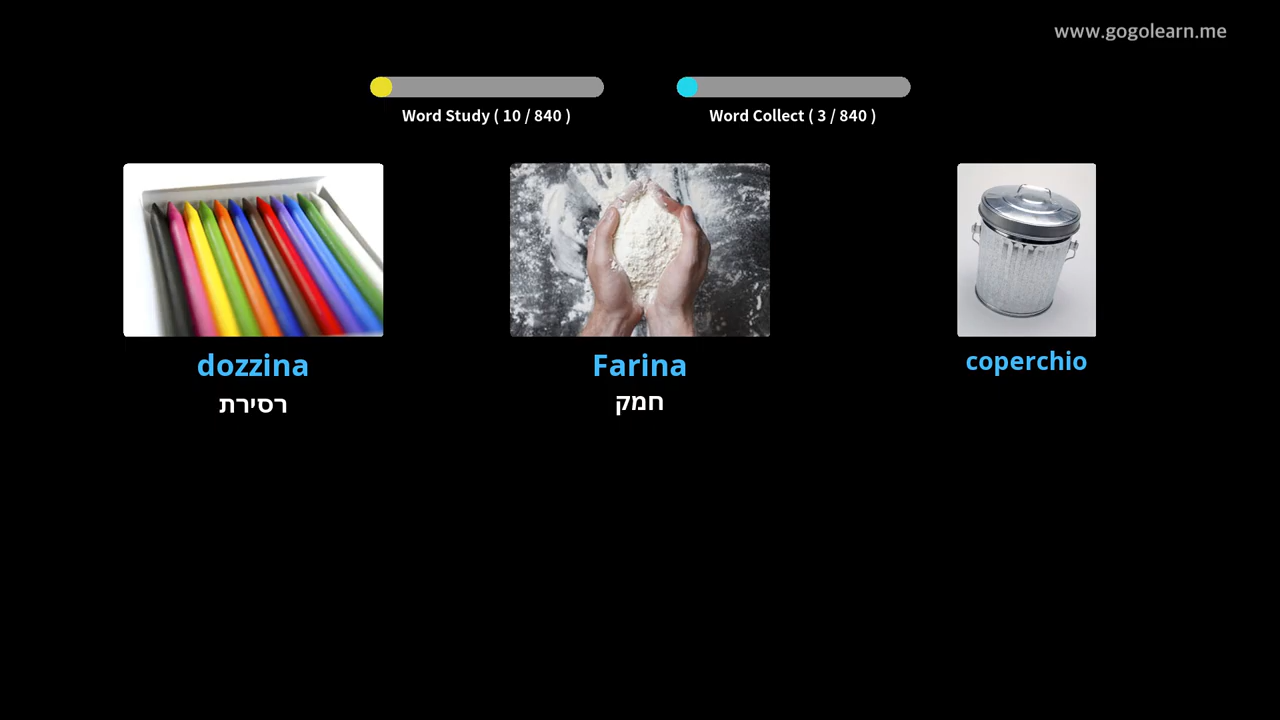 www.gogolearn.me
Word Study ( 10 / 840 )
Word Collect ( 3 / 840 )
dozzina
רסירת
Farina
חמק
coperchio